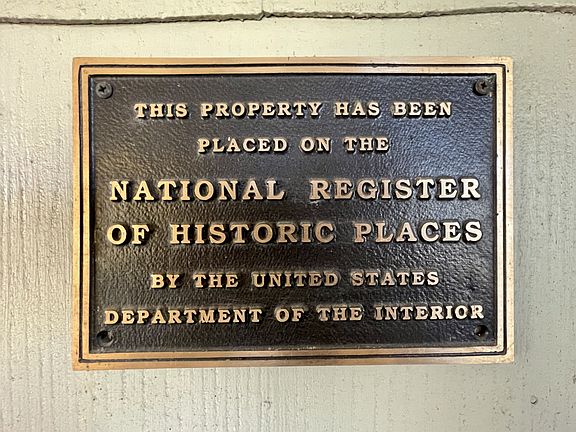 THIS PROPERTY HAS BEEN
PLACED ON THE
NATIONAL REGISTER
OF HISTORIC PLACES
BY THE UNITED STATES
DEPARTMENT OF THE INTERIOR